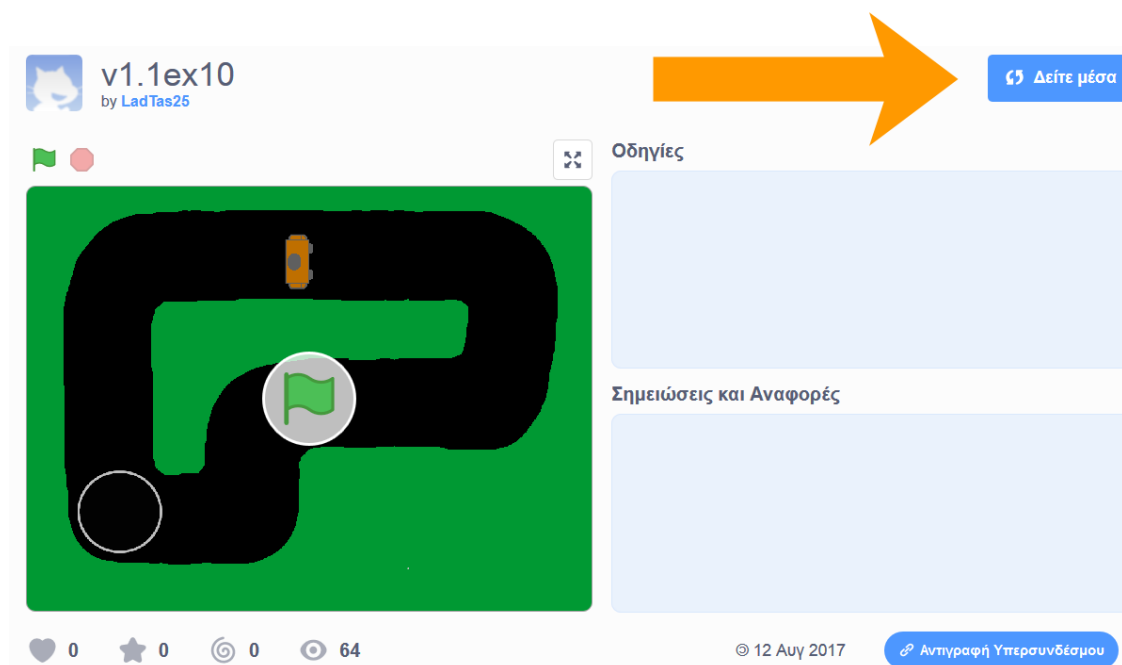 v1.1ex10
by LadTas25
Δείτε μέσα
Οδηγίες
Σημειώσεις και Αναφορές
0
0
0
64
12 Αυγ 2017
Αντιγραφή Υπερσυνδέσμου